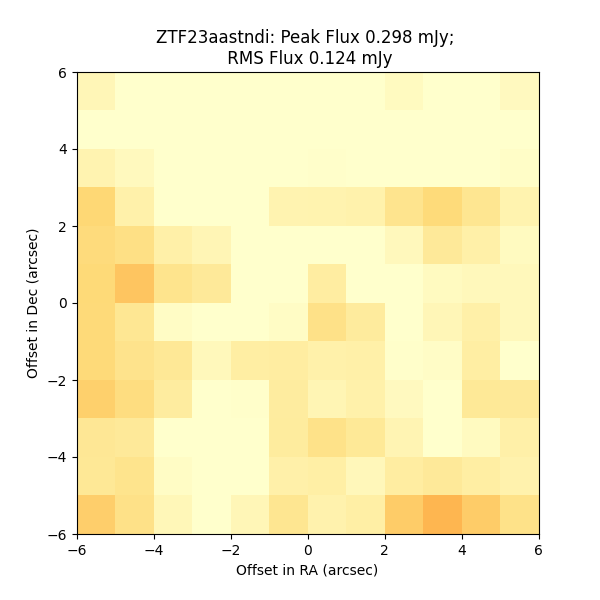 ZTF23aastndi: Peak Flux 0.298 mJy;
RMS Flux 0.124 mJy
6
4
2
0
−2
−4
−6
Offset in Dec (arcsec)
−6 −4 −2 0 2 4 6
Offset in RA (arcsec)